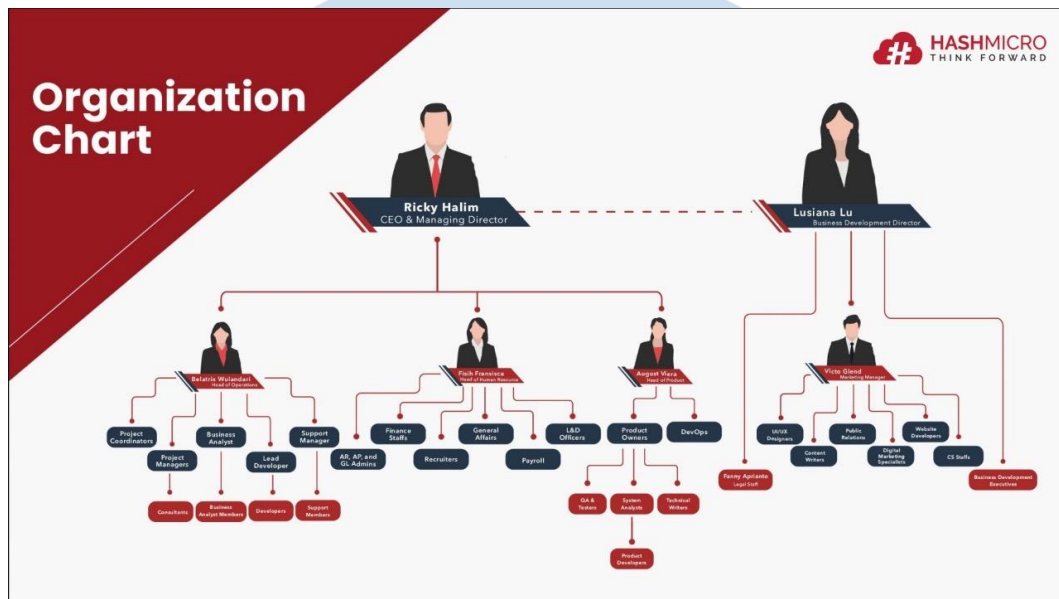 Organization
Chart
HASHMICRO
THINK FORWARD
Ricky Halim
CEO & Managing Director
Lusiana Lu
Business Development Director
Belatrix Wulandari
Head of Operations
Fisih Fransisca
Head of Human Resource
August Viera
Head of Product
Victo Glend
Marketing Manager
Project
Coordinators
Project
Managers
Business
Analyst
Lead
Developer
Support
Manager
Consultants
Business
Analyst Members
Developers
Support
Members
AR, AP, and
GL Admins
Finance
Staffs
Recruiters
General
Affairs
Payroll
L&D
Officers
Product
Owners
DevOps
QA &
Testers
System
Analysts
Technical
Writers
Product
Developers
UI/UX
Designers
Content
Writers
Public
Relations
Digital
Marketing
Specialists
Website
Developers
CS Staffs
Fanny Aprianto
Legal Staff
Business Development
Executives